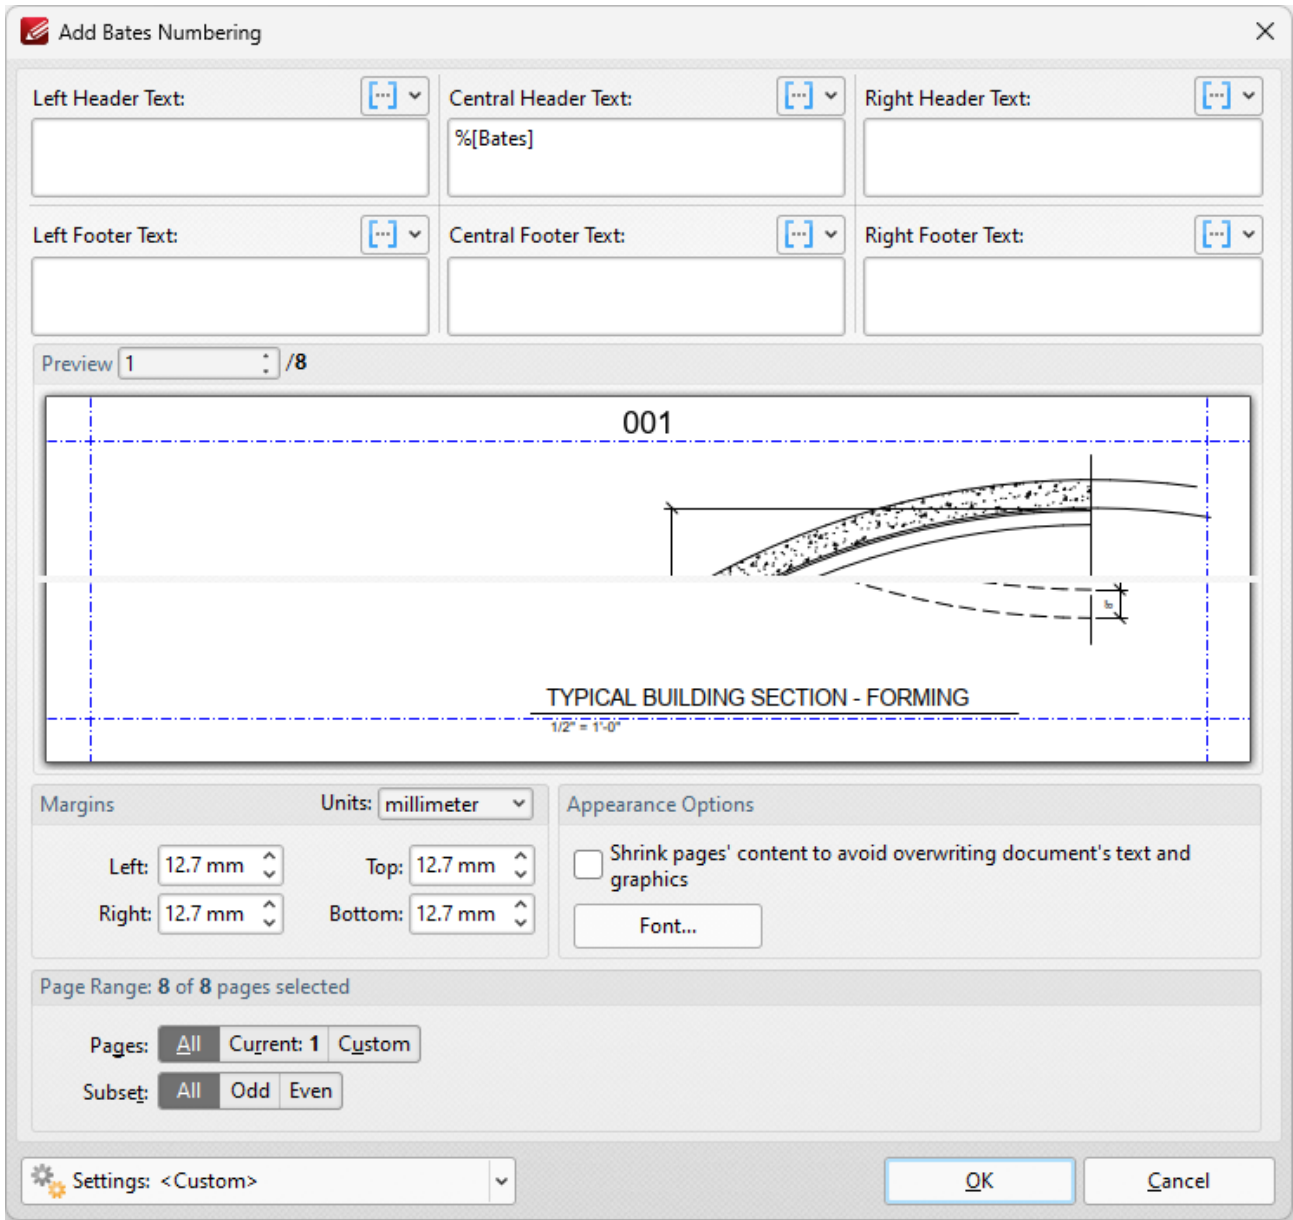 Add Bates Numbering
Left Header Text:
Central Header Text:
Right Header Text:
%[Bates]
Left Footer Text:
Central Footer Text:
Right Footer Text:
Preview 1 /8
001
TYPICAL BUILDING SECTION - FORMING
1/2" = 1'-0"
Margins
Units: millimeter
Left: 12.7 mm
Top: 12.7 mm
Right: 12.7 mm
Bottom: 12.7 mm
Appearance Options
Shrink pages' content to avoid overwriting document's text and
graphics
Font...
Page Range: 8 of 8 pages selected
Pages: All Current: 1 Custom
Subset: All Odd Even
Settings: <Custom>
OK
Cancel